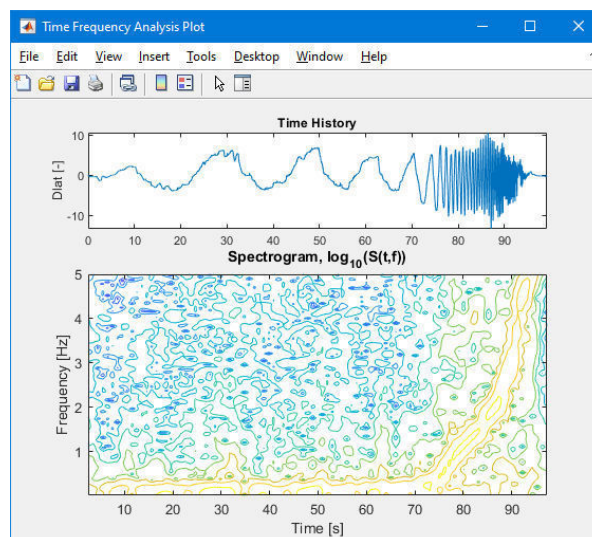 Time Frequency Analysis Plot
File Edit View Insert Tools Desktop Window Help
Time History
10
0
-10
Dlat [-]
0 10 20 30 40 50 60 70 80 90
Spectrogram, log10(S(t,f))
5
4
3
2
1
Frequency [Hz]
10 20 30 40 50 60 70 80 90
Time [s]